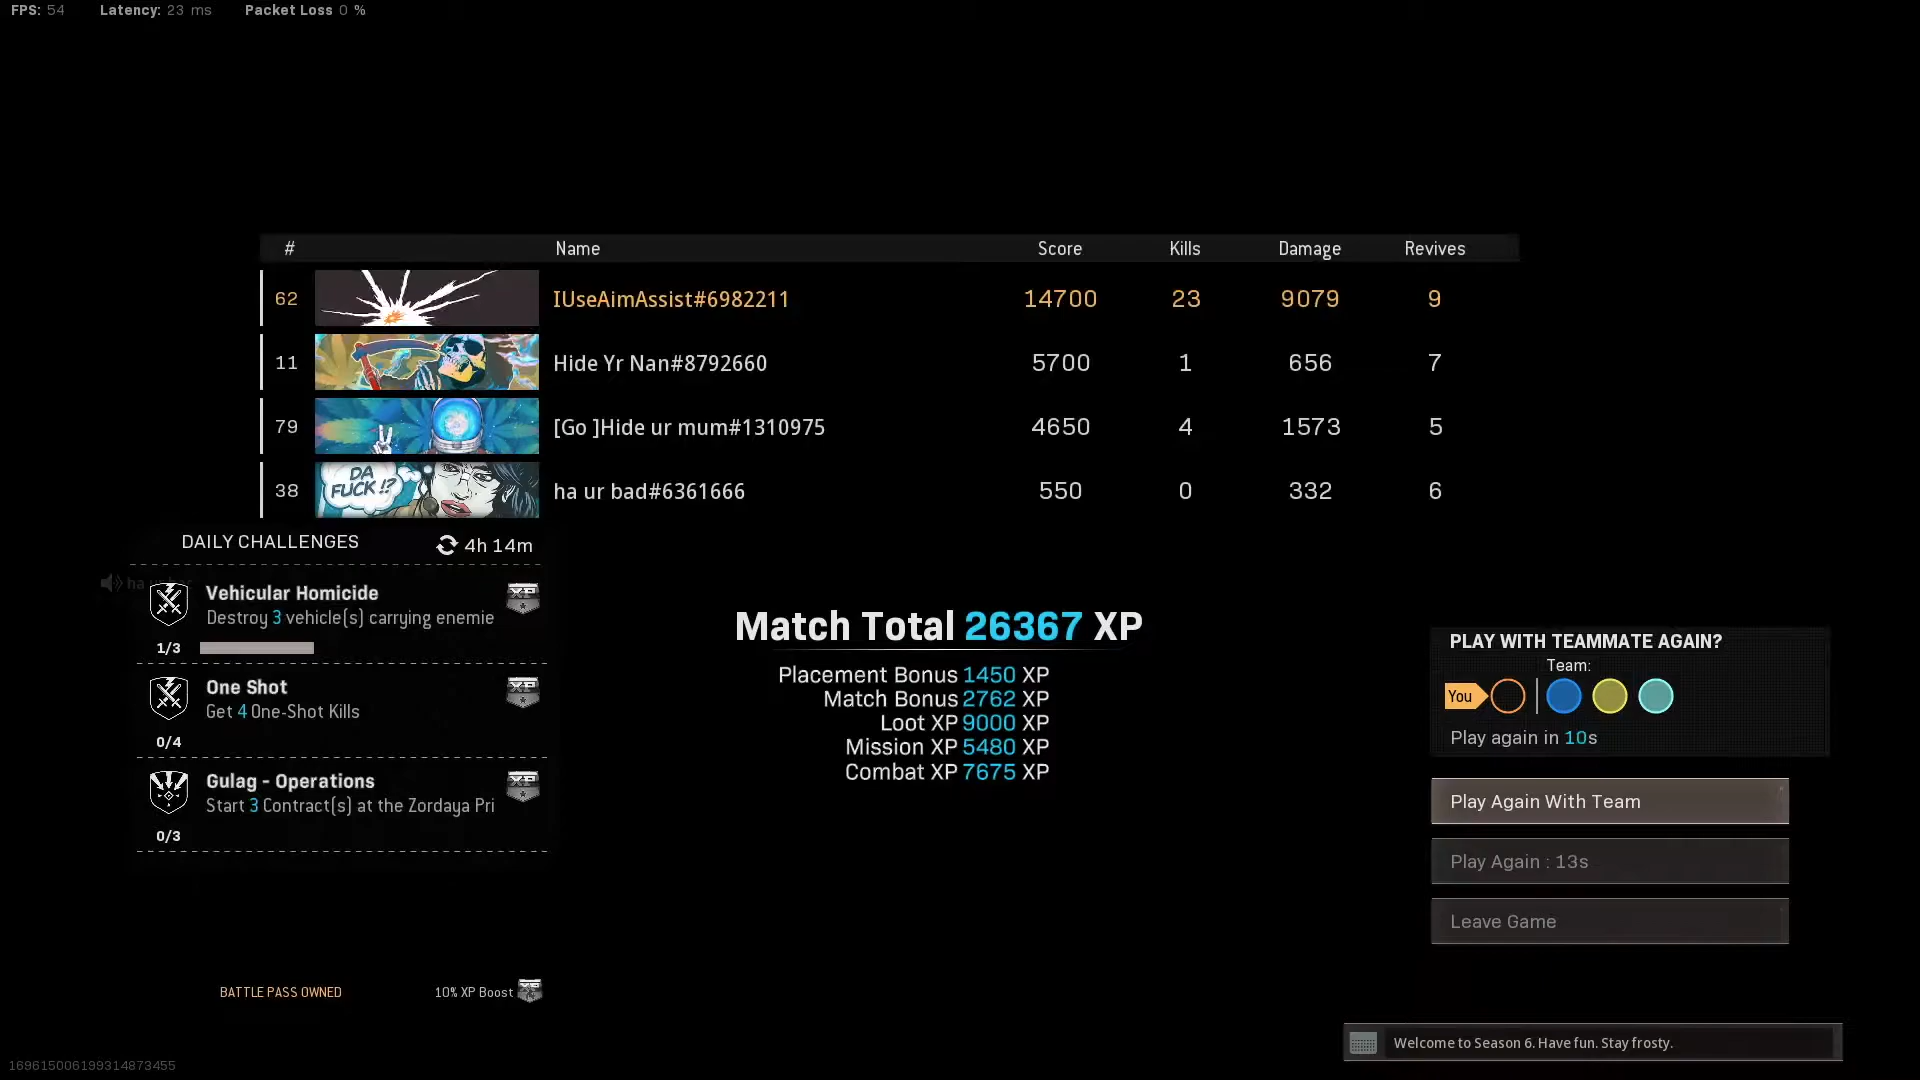 FPS: 54 Latency: 23 ms Packet Loss 0 %
# Name Score Kills Damage Revives
62 IUseAimAssist#6982211 14700 23 9079 9
11 Hide Yr Nan#8792660 5700 1 656 7
79 [Go ]Hide ur mum#1310975 4650 4 1573 5
DA
FUCK!?
38 ha ur bad#6361666 550 0 332 6
DAILY CHALLENGES 4h 14m
Vehicular Homicide XP
Destroy 3 vehicle(s) carrying enemie
1/3
One Shot XP
Get 4 One-Shot Kills
0/4
Gulag - Operations XP
Start 3 Contract(s) at the Zordaya Pri
0/3
BATTLE PASS OWNED 10% XP Boost XP
Match Total 26367 XP
Placement Bonus 1450 XP
Match Bonus 2762 XP
Loot XP 9000 XP
Mission XP 5480 XP
Combat XP 7675 XP
PLAY WITH TEAMMATE AGAIN?
Team:
You
Play again in 10s
Play Again With Team
Play Again : 13s
Leave Game
Welcome to Season 6. Have fun. Stay frosty.
169615006199314873455